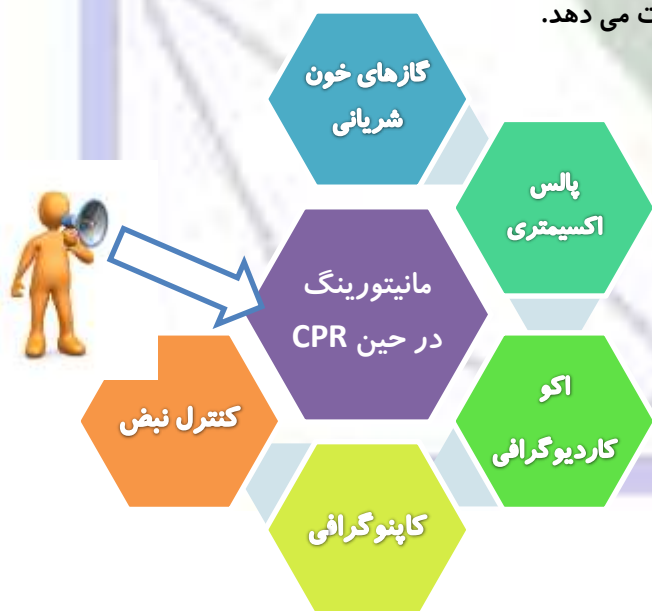 ت می دهد.
گازهای خون
شریانی
پالس
اکسیمتری
مانیتورینگ
در حین CPR
اکو
کاردیوگرافی
کنترل نبض
کاپنوگرافی